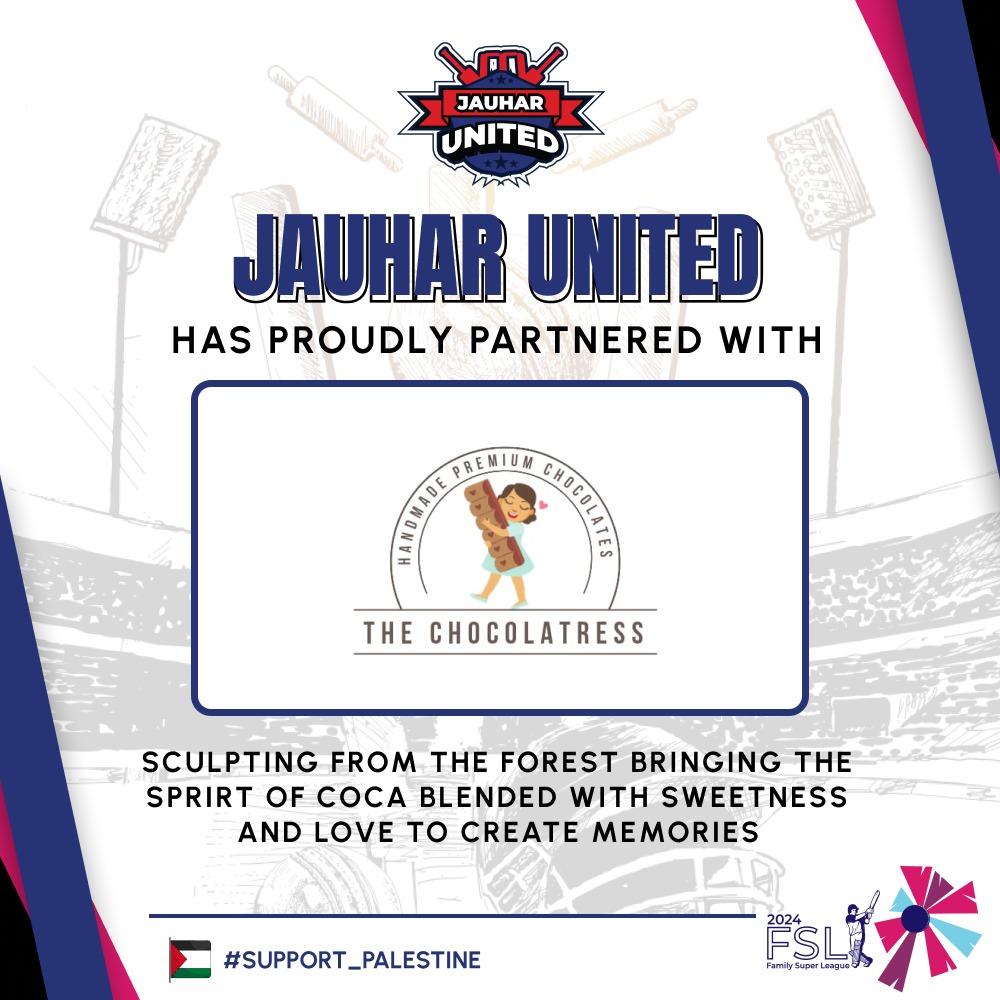 JAUHAR
UNITED
JAUHAR UNITED
HAS PROUDLY PARTNERED WITH
HANDMADE PREMIUM CHOCOLATES
THE CHOCOLATRESS
SCULPTING FROM THE FOREST BRINGING THE
SPRIRT OF COCA BLENDED WITH SWEETNESS
AND LOVE TO CREATE MEMORIES
#SUPPORT_PALESTINE
2024
FSL
Family Super League